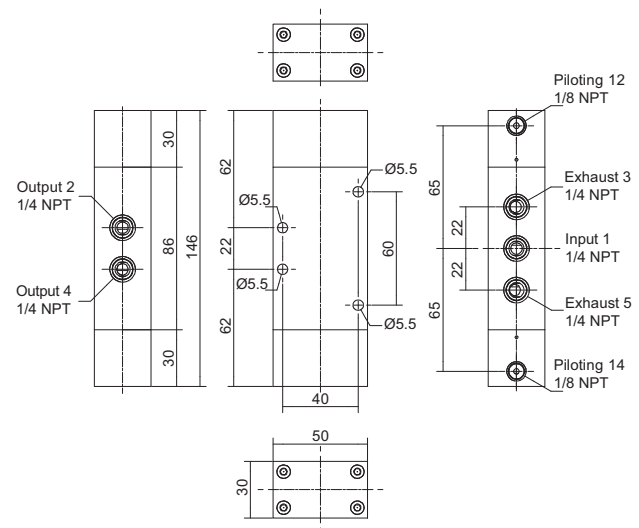 Piloting 12
1/8 NPT
30
62
Ø5.5
65
Exhaust 3
1/4 NPT
Output 2
1/4 NPT
Ø5.5
22
86
146
22
60
Input 1
1/4 NPT
Output 4
1/4 NPT
Ø5.5
22
Exhaust 5
1/4 NPT
Ø5.5
62
65
30
Piloting 14
1/8 NPT
40
50
30